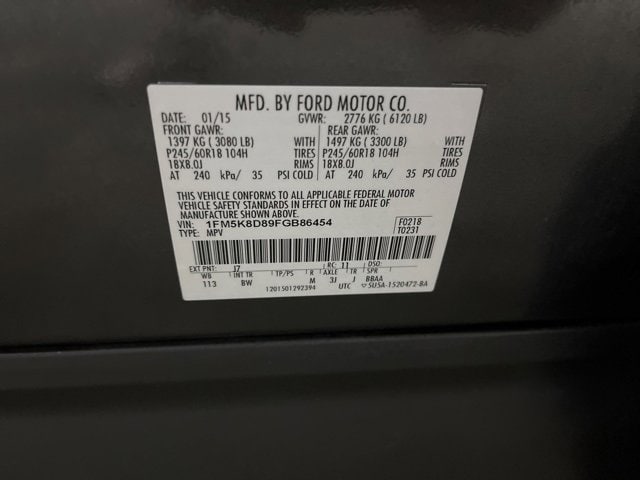 MFD. BY FORD MOTOR CO.
DATE: 01/15 GVWR: 2776 KG ( 6120 LB)
FRONT GAWR: REAR GAWR:
1397 KG ( 3080 LB) WITH 1497 KG ( 3300 LB) WITH
P245/60R18 104H TIRES P245/60R18 104H TIRES
18X8.0J RIMS 18X8.0J RIMS
AT 240 kPa/ 35 PSI COLD AT 240 kPa/ 35 PSI COLD
THIS VEHICLE CONFORMS TO ALL APPLICABLE FEDERAL MOTOR
VEHICLE SAFETY STANDARDS IN EFFECT ON THE DATE OF
MANUFACTURE SHOWN ABOVE.
VIN: 1FM5K8D89FGB86454 F0218
TYPE: MPV T0231
EXT PNT: J7 RC: 11 DSO:
WB INT TR TP/PS R AXLE TR SPR
113 BW M 3J J BBAA
1201501292394 UTC 5U5A-1520472-BA